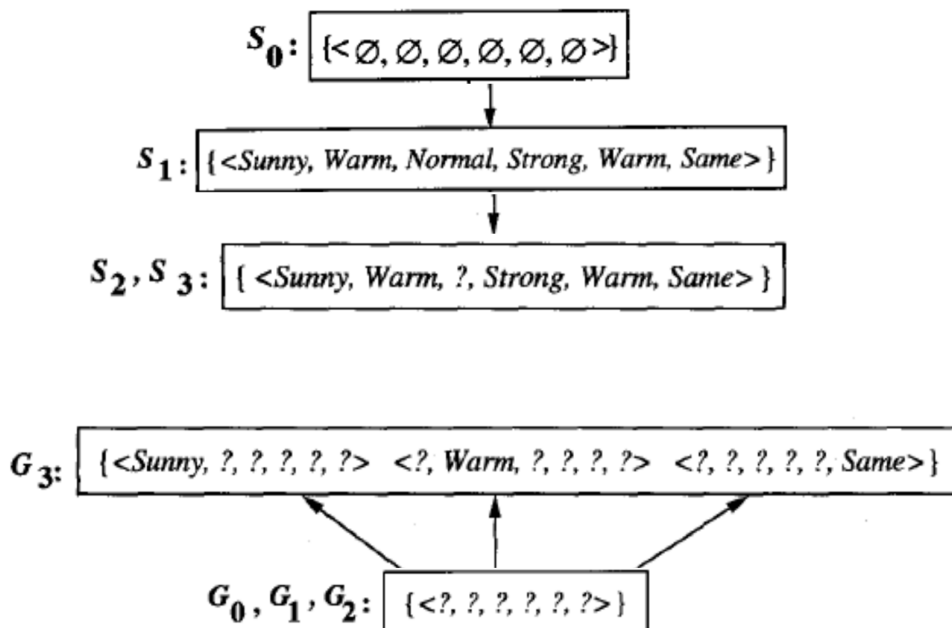 S₀: {<∅, ∅, ∅, ∅, ∅, ∅>}
S₁: {<Sunny, Warm, Normal, Strong, Warm, Same>}
S₂, S₃: {<Sunny, Warm, ?, Strong, Warm, Same>}
G₃: {<Sunny, ?, ?, ?, ?, ?> <?, Warm, ?, ?, ?, ?> <?, ?, ?, ?, ?, Same>}
G₀, G₁, G₂: {<?, ?, ?, ?, ?, ?>}